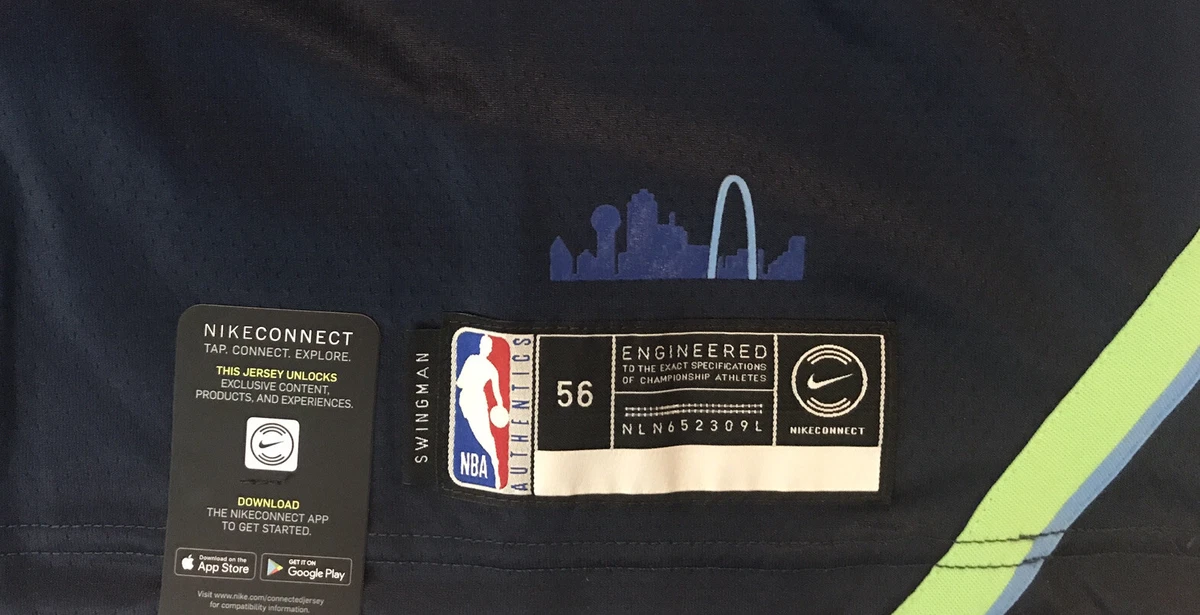 NIKECONNECT
TAP. CONNECT. EXPLORE.
THIS JERSEY UNLOCKS
EXCLUSIVE CONTENT,
PRODUCTS, AND EXPERIENCES.
DOWNLOAD
THE NIKECONNECT APP
TO GET STARTED.
Download on the
App Store
GET IT ON
Google Play
Visit www.nike.com/connectedjersey
for compatibility information.
SWINGMAN
NBA
AUTHENTICS
56
ENGINEERED
TO THE EXACT SPECIFICATIONS
OF CHAMPIONSHIP ATHLETES
NLN652309L
NIKECONNECT